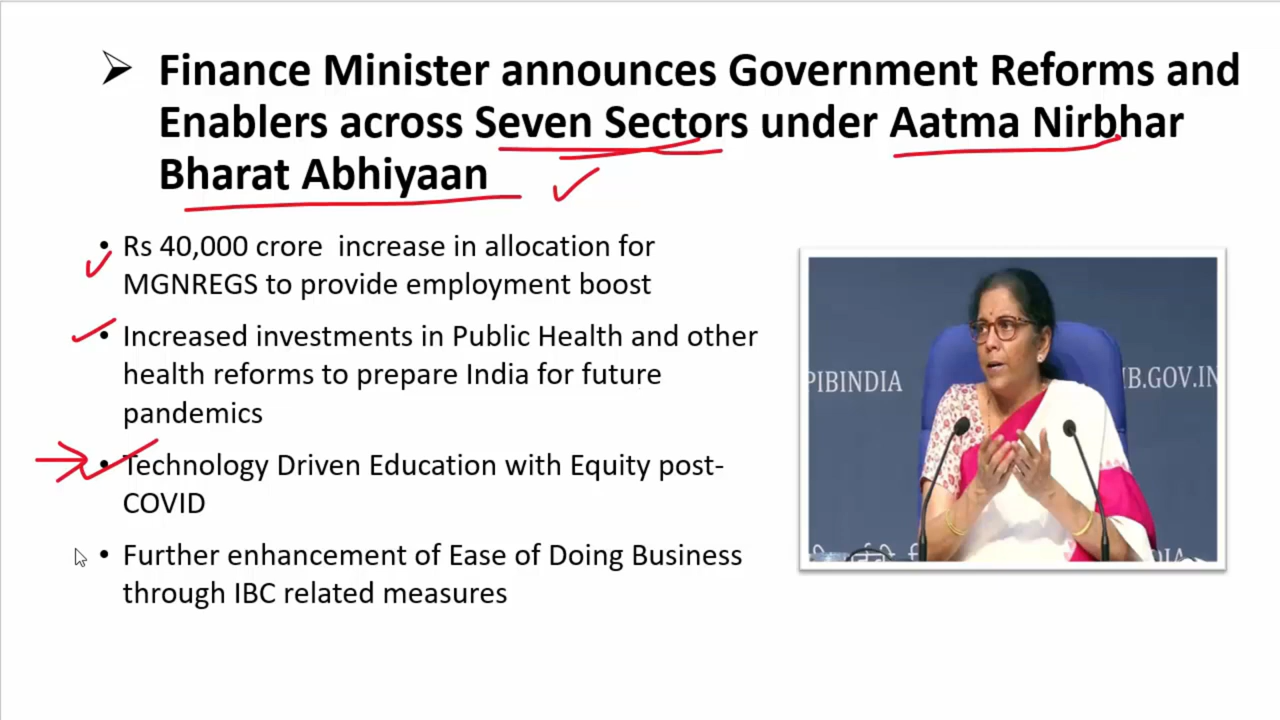 Finance Minister announces Government Reforms and
Enablers across Seven Sectors under Aatma Nirbhar
Bharat Abhiyaan
• Rs 40,000 crore increase in allocation for
MGNREGS to provide employment boost
• Increased investments in Public Health and other
health reforms to prepare India for future
pandemics
• Technology Driven Education with Equity post-
COVID
• Further enhancement of Ease of Doing Business
through IBC related measures
PIBINDIA
IB.GOV.IN